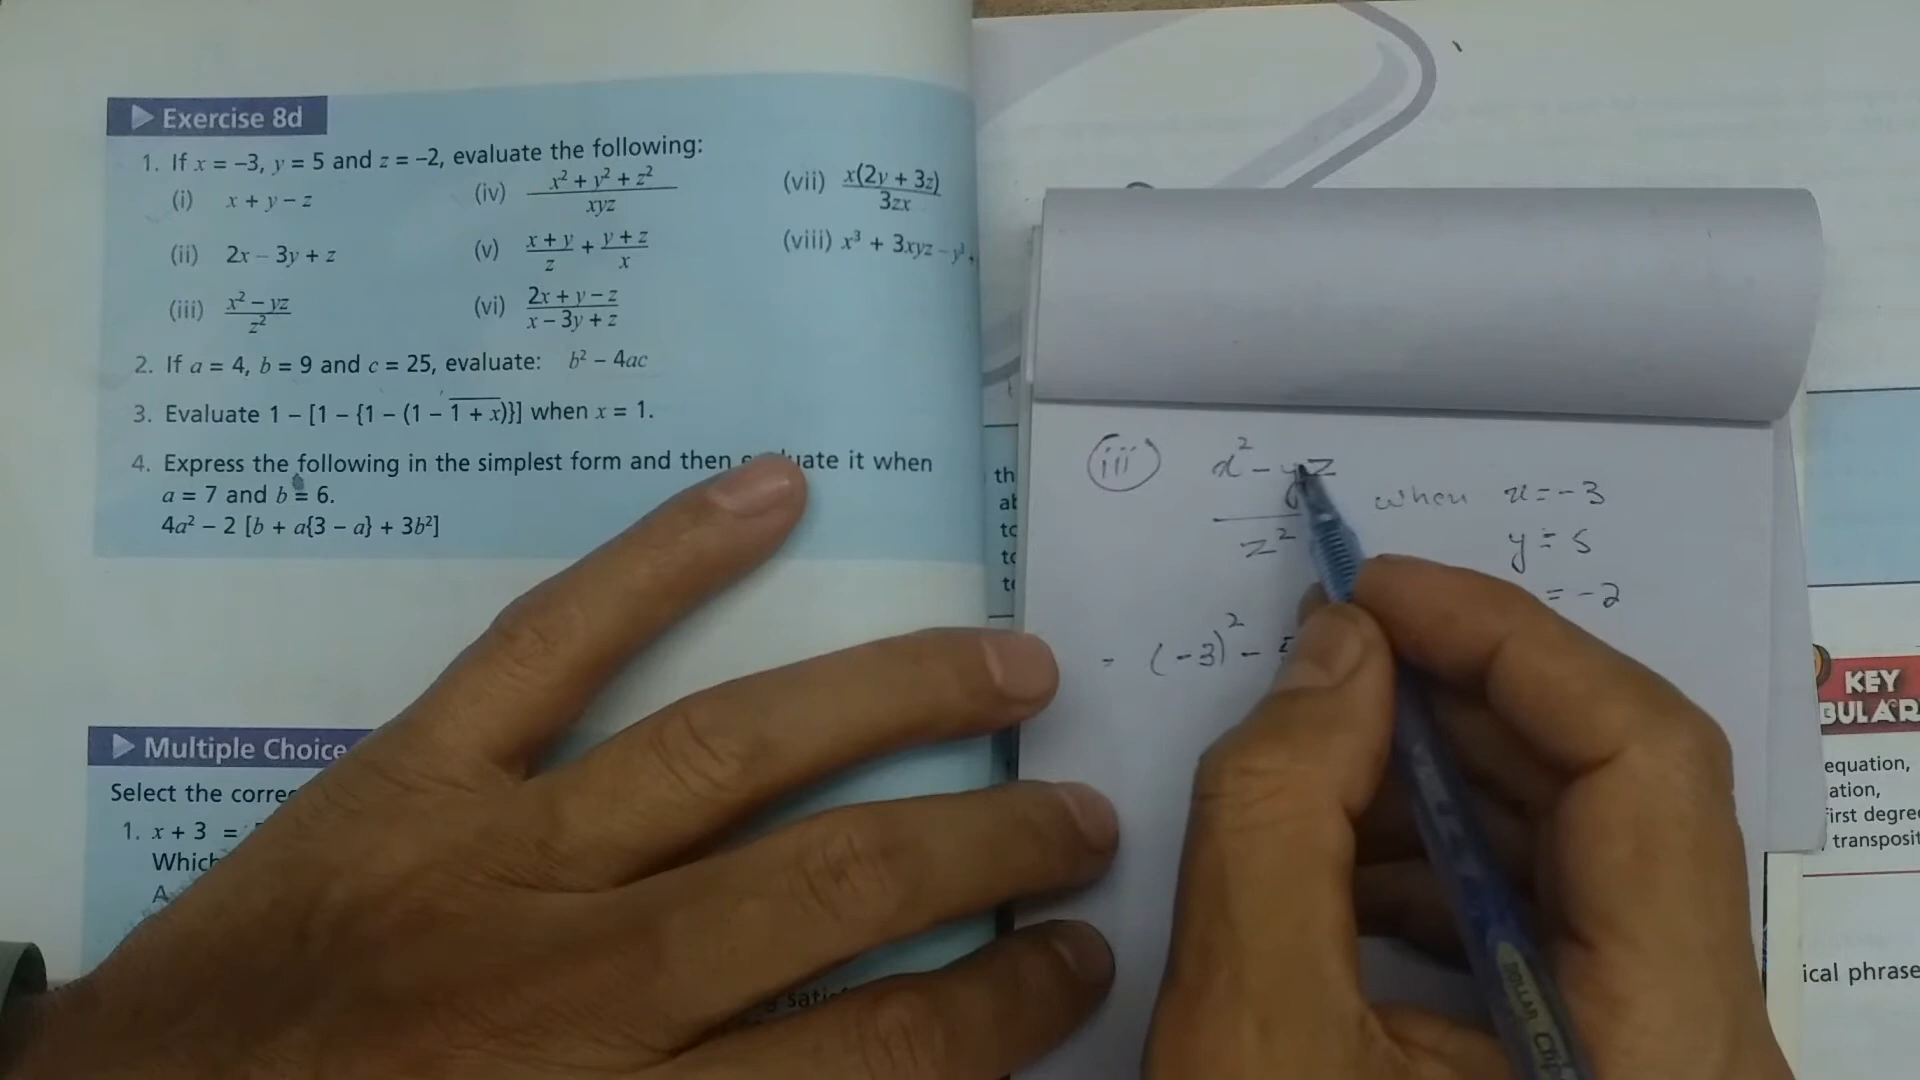 Exercise 8d
1. If x = –3, y = 5 and z = –2, evaluate the following:
(i) x + y – z
(ii) 2x – 3y + z
(iii) x² – yz
z²
(iv) x² + y² + z²
xyz
(v) x + y + y + z
z x
(vi) 2x + y – z
x – 3y + z
(vii) x(2y + 3z)
3zx
(viii) x³ + 3xyz – y³ +
2. If a = 4, b = 9 and c = 25, evaluate: b² – 4ac
3. Evaluate 1 – [1 – {1 – (1 – 1 + x)}] when x = 1.
4. Express the following in the simplest form and then it when
a = 7 and b = 6.
4a² – 2 [b + a{3 – a} + 3b²]
Multiple Choice
Select the
1. x + 3 =
A
(iii) x² - yz when x = -3
z² y = 5
= -2
= (-3)² -
KEY
equation,
transposit
ical phrase